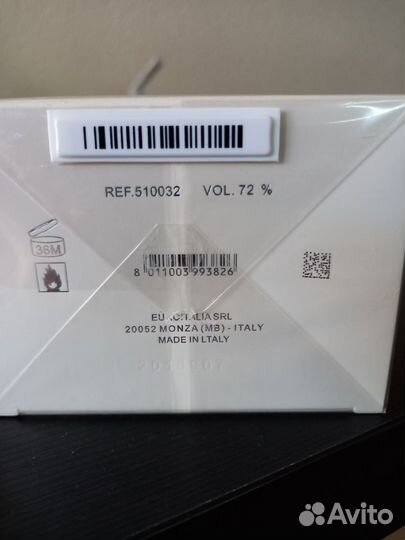 REF.510032 VOL. 72 %
36M
8 011003 993826
20052 MONZA (MB) - ITALY
MADE IN LTALY
Avito